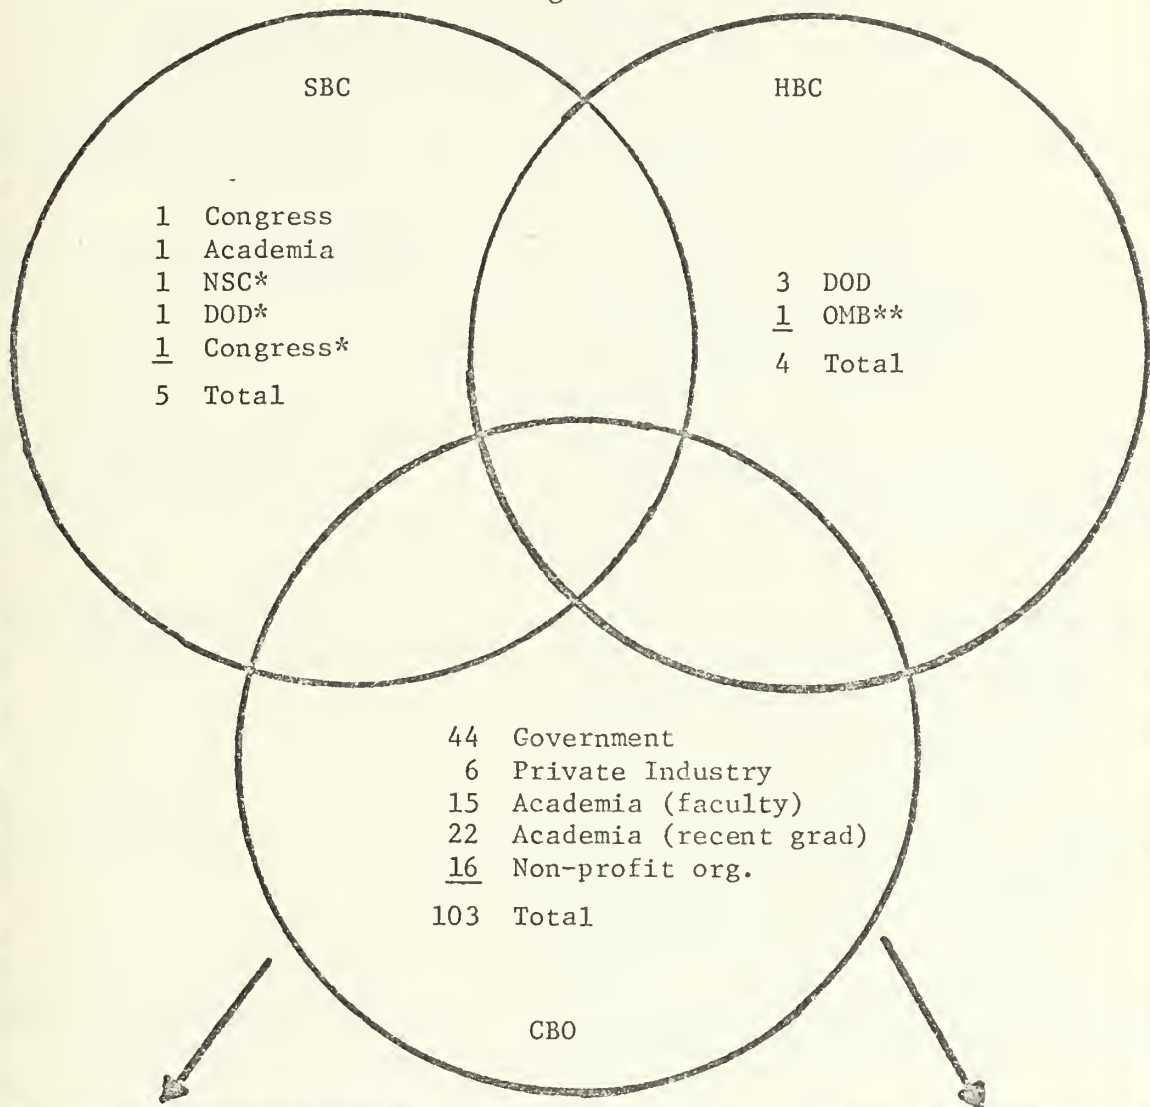 SBC
HBC
1 Congress
1 Academia
1 NSC*
1 DOD*
1 Congress*
5 Total
3 DOD
1 OMB**
4 Total
44 Government
6 Private Industry
15 Academia (faculty)
22 Academia (recent grad)
16 Non-profit org.
103 Total
CBO